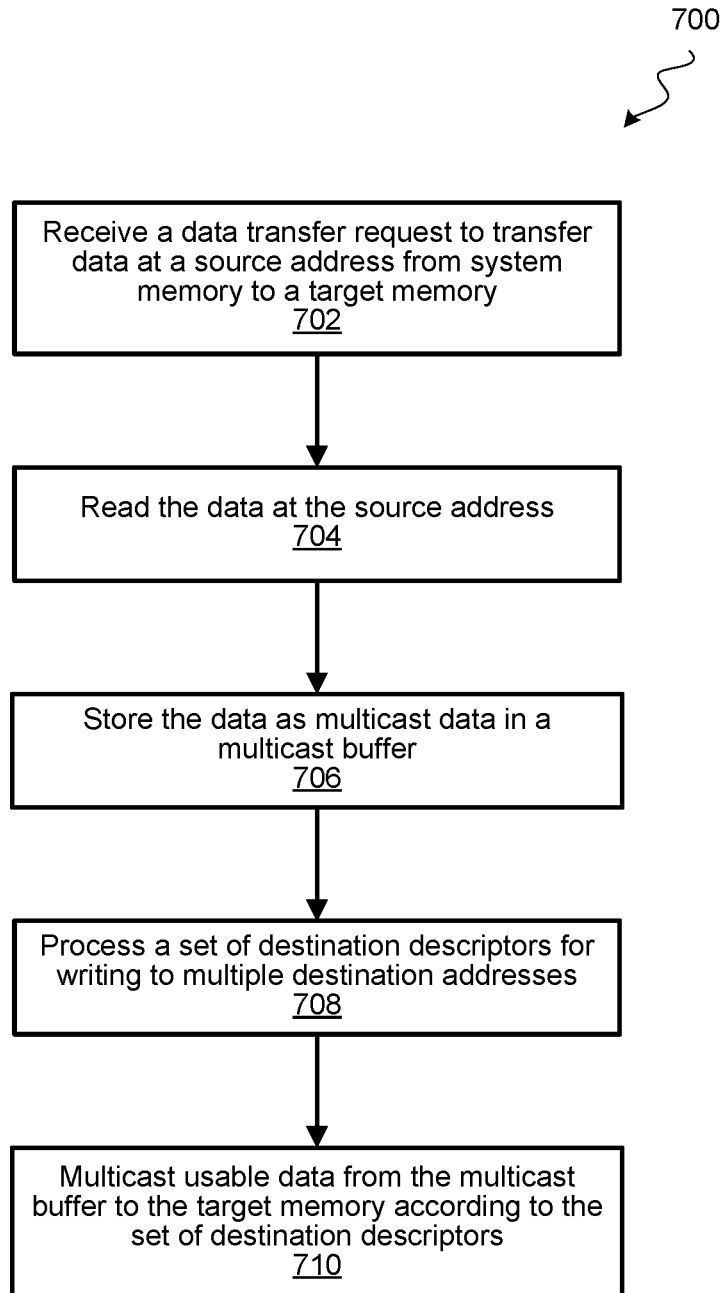 700
Receive a data transfer request to transfer
data at a source address from system
memory to a target memory
702
Read the data at the source address
704
Store the data as multicast data in a
multicast buffer
706
Process a set of destination descriptors for
writing to multiple destination addresses
708
Multicast usable data from the multicast
buffer to the target memory according to the
set of destination descriptors
710